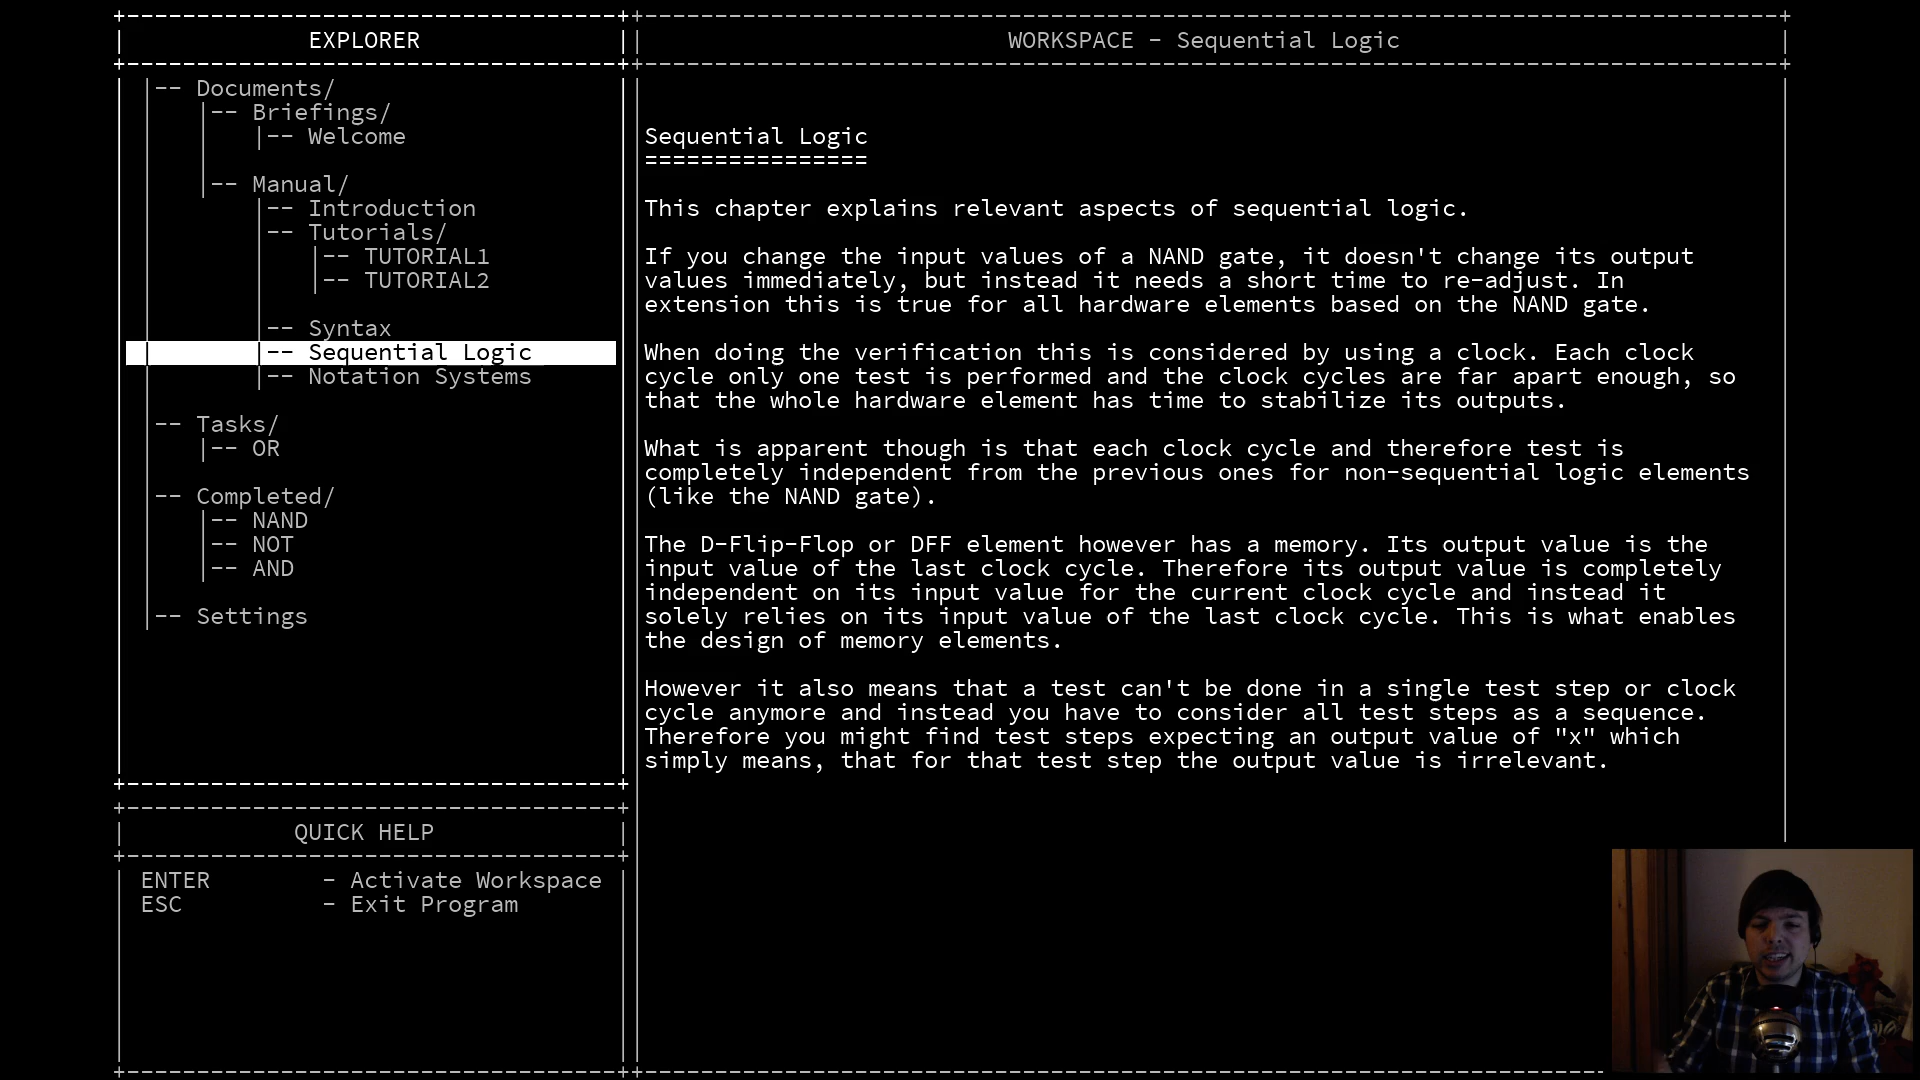 EXPLORER
|-- Documents/
|-- Briefings/
|-- Welcome
|-- Manual/
|-- Introduction
|-- Tutorials/
|-- TUTORIAL1
|-- TUTORIAL2
|-- Syntax
|-- Sequential Logic
|-- Notation Systems
|-- Tasks/
|-- OR
|-- Completed/
|-- NAND
|-- NOT
|-- AND
|-- Settings
QUICK HELP
ENTER - Activate Workspace
ESC - Exit Program
WORKSPACE - Sequential Logic
Sequential Logic
================
This chapter explains relevant aspects of sequential logic.
If you change the input values of a NAND gate, it doesn't change its output
values immediately, but instead it needs a short time to re-adjust. In
extension this is true for all hardware elements based on the NAND gate.
When doing the verification this is considered by using a clock. Each clock
cycle only one test is performed and the clock cycles are far apart enough, so
that the whole hardware element has time to stabilize its outputs.
What is apparent though is that each clock cycle and therefore test is
completely independent from the previous ones for non-sequential logic elements
(like the NAND gate).
The D-Flip-Flop or DFF element however has a memory. Its output value is the
input value of the last clock cycle. Therefore its output value is completely
independent on its input value for the current clock cycle and instead it
solely relies on its input value of the last clock cycle. This is what enables
the design of memory elements.
However it also means that a test can't be done in a single test step or clock
cycle anymore and instead you have to consider all test steps as a sequence.
Therefore you might find test steps expecting an output value of "x" which
simply means, that for that test step the output value is irrelevant.